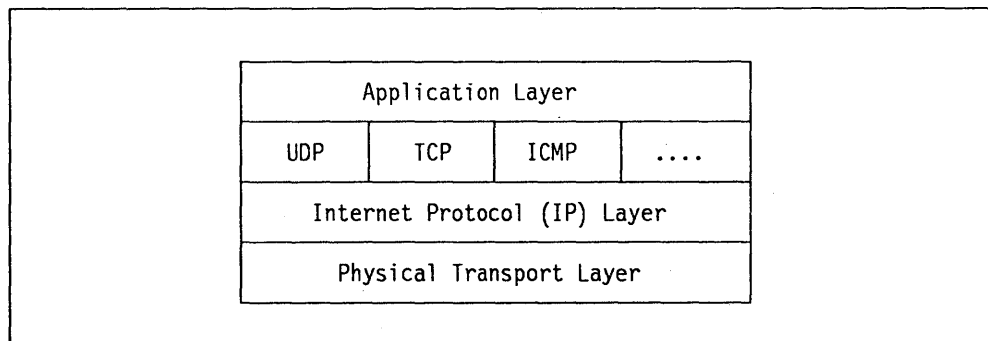 Application Layer
UDP TCP ICMP ....
Internet Protocol (IP) Layer
Physical Transport Layer